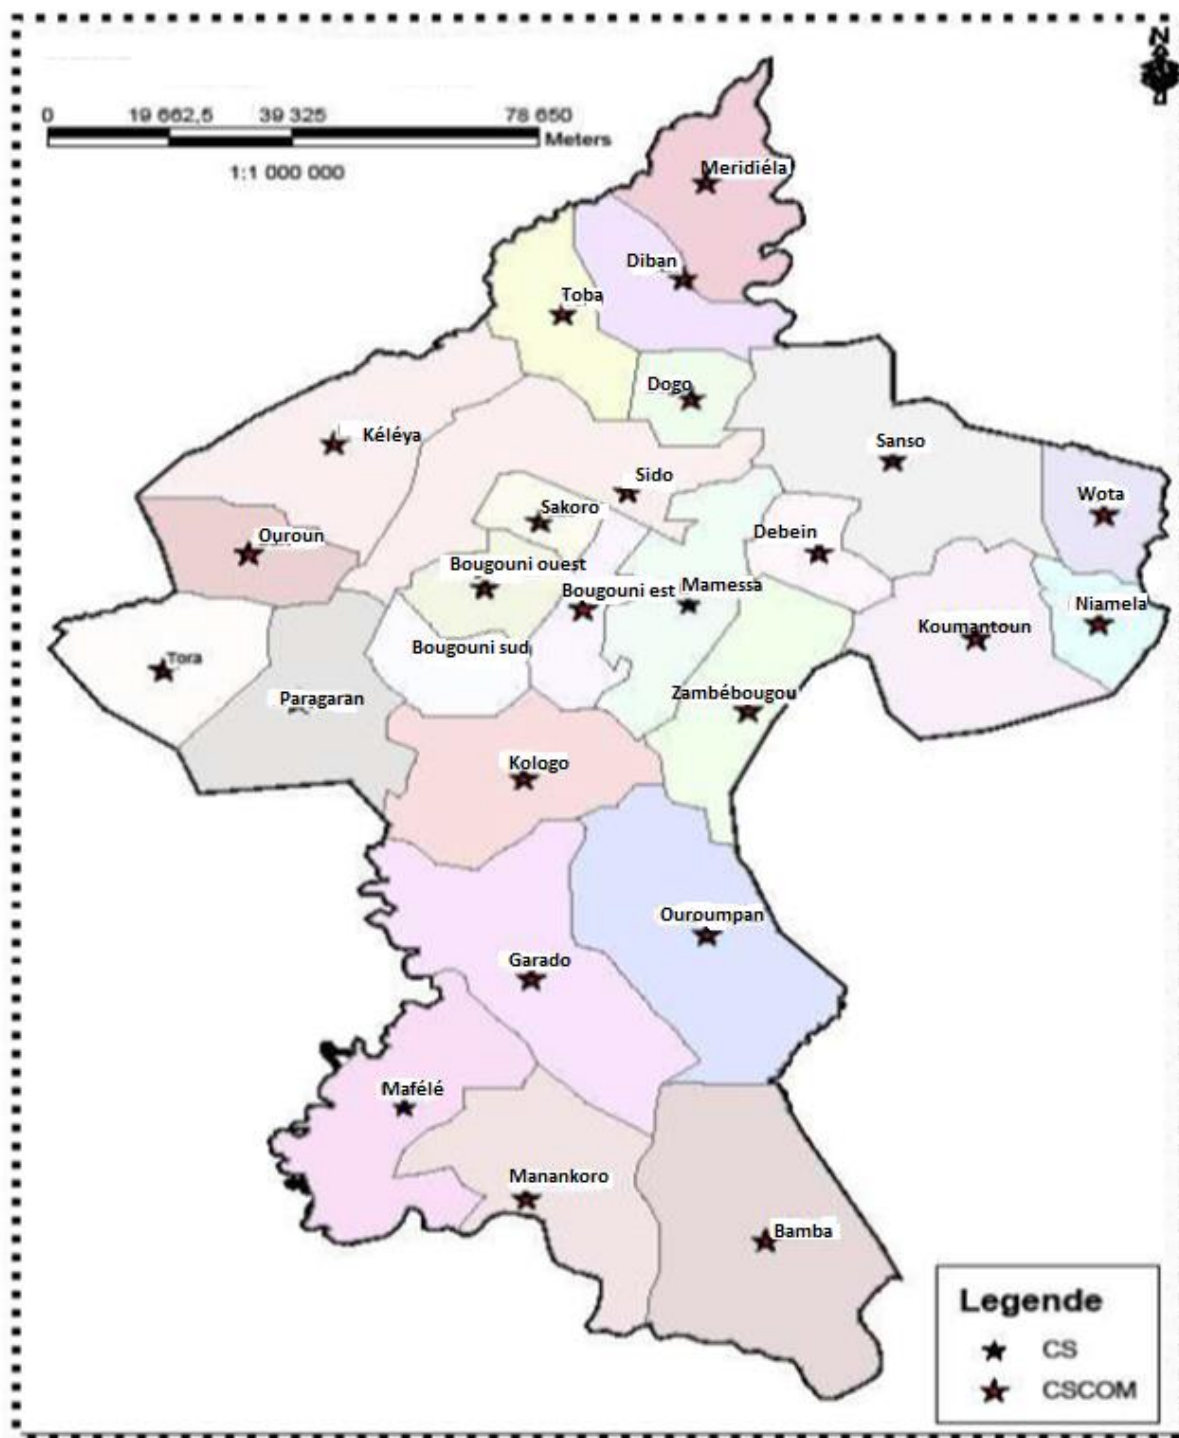 N
0 19 662,5 39 325 78 650
Meters
1:1 000 000
Meridiéla
Diban
Toba
Dogo
Kéléya
Sanso
Sido
Wota
Sakoro
Debein
Ouroun
Bougouni ouest
Bougouni est
Mamessa
Niamela
Koumantoun
Bougouni sud
Tora
Zambébougou
Paragaran
Kologo
Ouroumpan
Garado
Mafélé
Manankoro
Bamba
Legende
CS
CSCOM